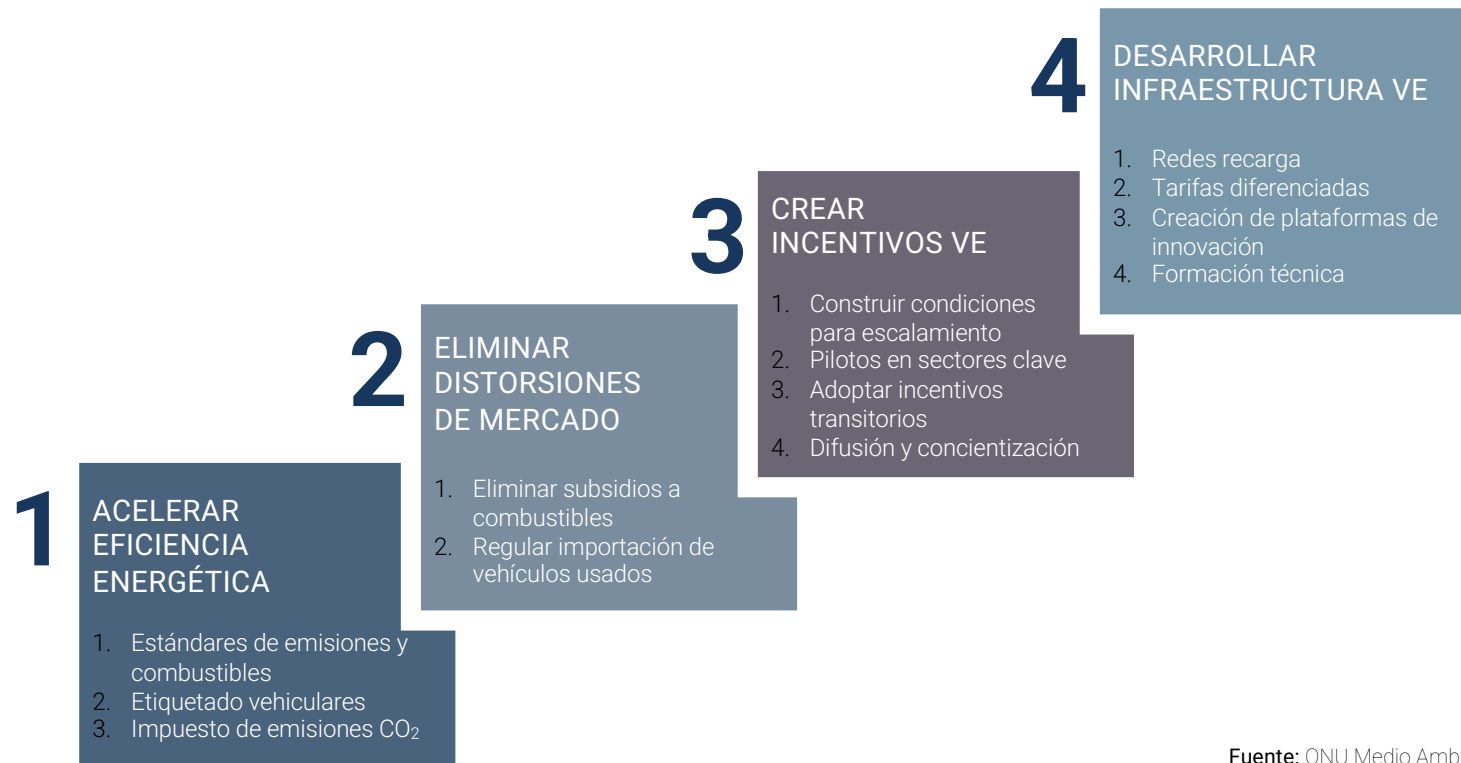 1
ACELERAR
EFICIENCIA
ENERGÉTICA
1. Estándares de emisiones y
combustibles
2. Etiquetado vehiculares
3. Impuesto de emisiones CO₂
2
ELIMINAR
DISTORSIONES
DE MERCADO
1. Eliminar subsidios a
combustibles
2. Regular importación de
vehículos usados
3
CREAR
INCENTIVOS VE
1. Construir condiciones
para escalamiento
2. Pilotos en sectores clave
3. Adoptar incentivos
transitorios
4. Difusión y concientización
4
DESARROLLAR
INFRAESTRUCTURA VE
1. Redes recarga
2. Tarifas diferenciadas
3. Creación de plataformas de
innovación
4. Formación técnica
Fuente: ONU Medio Amb